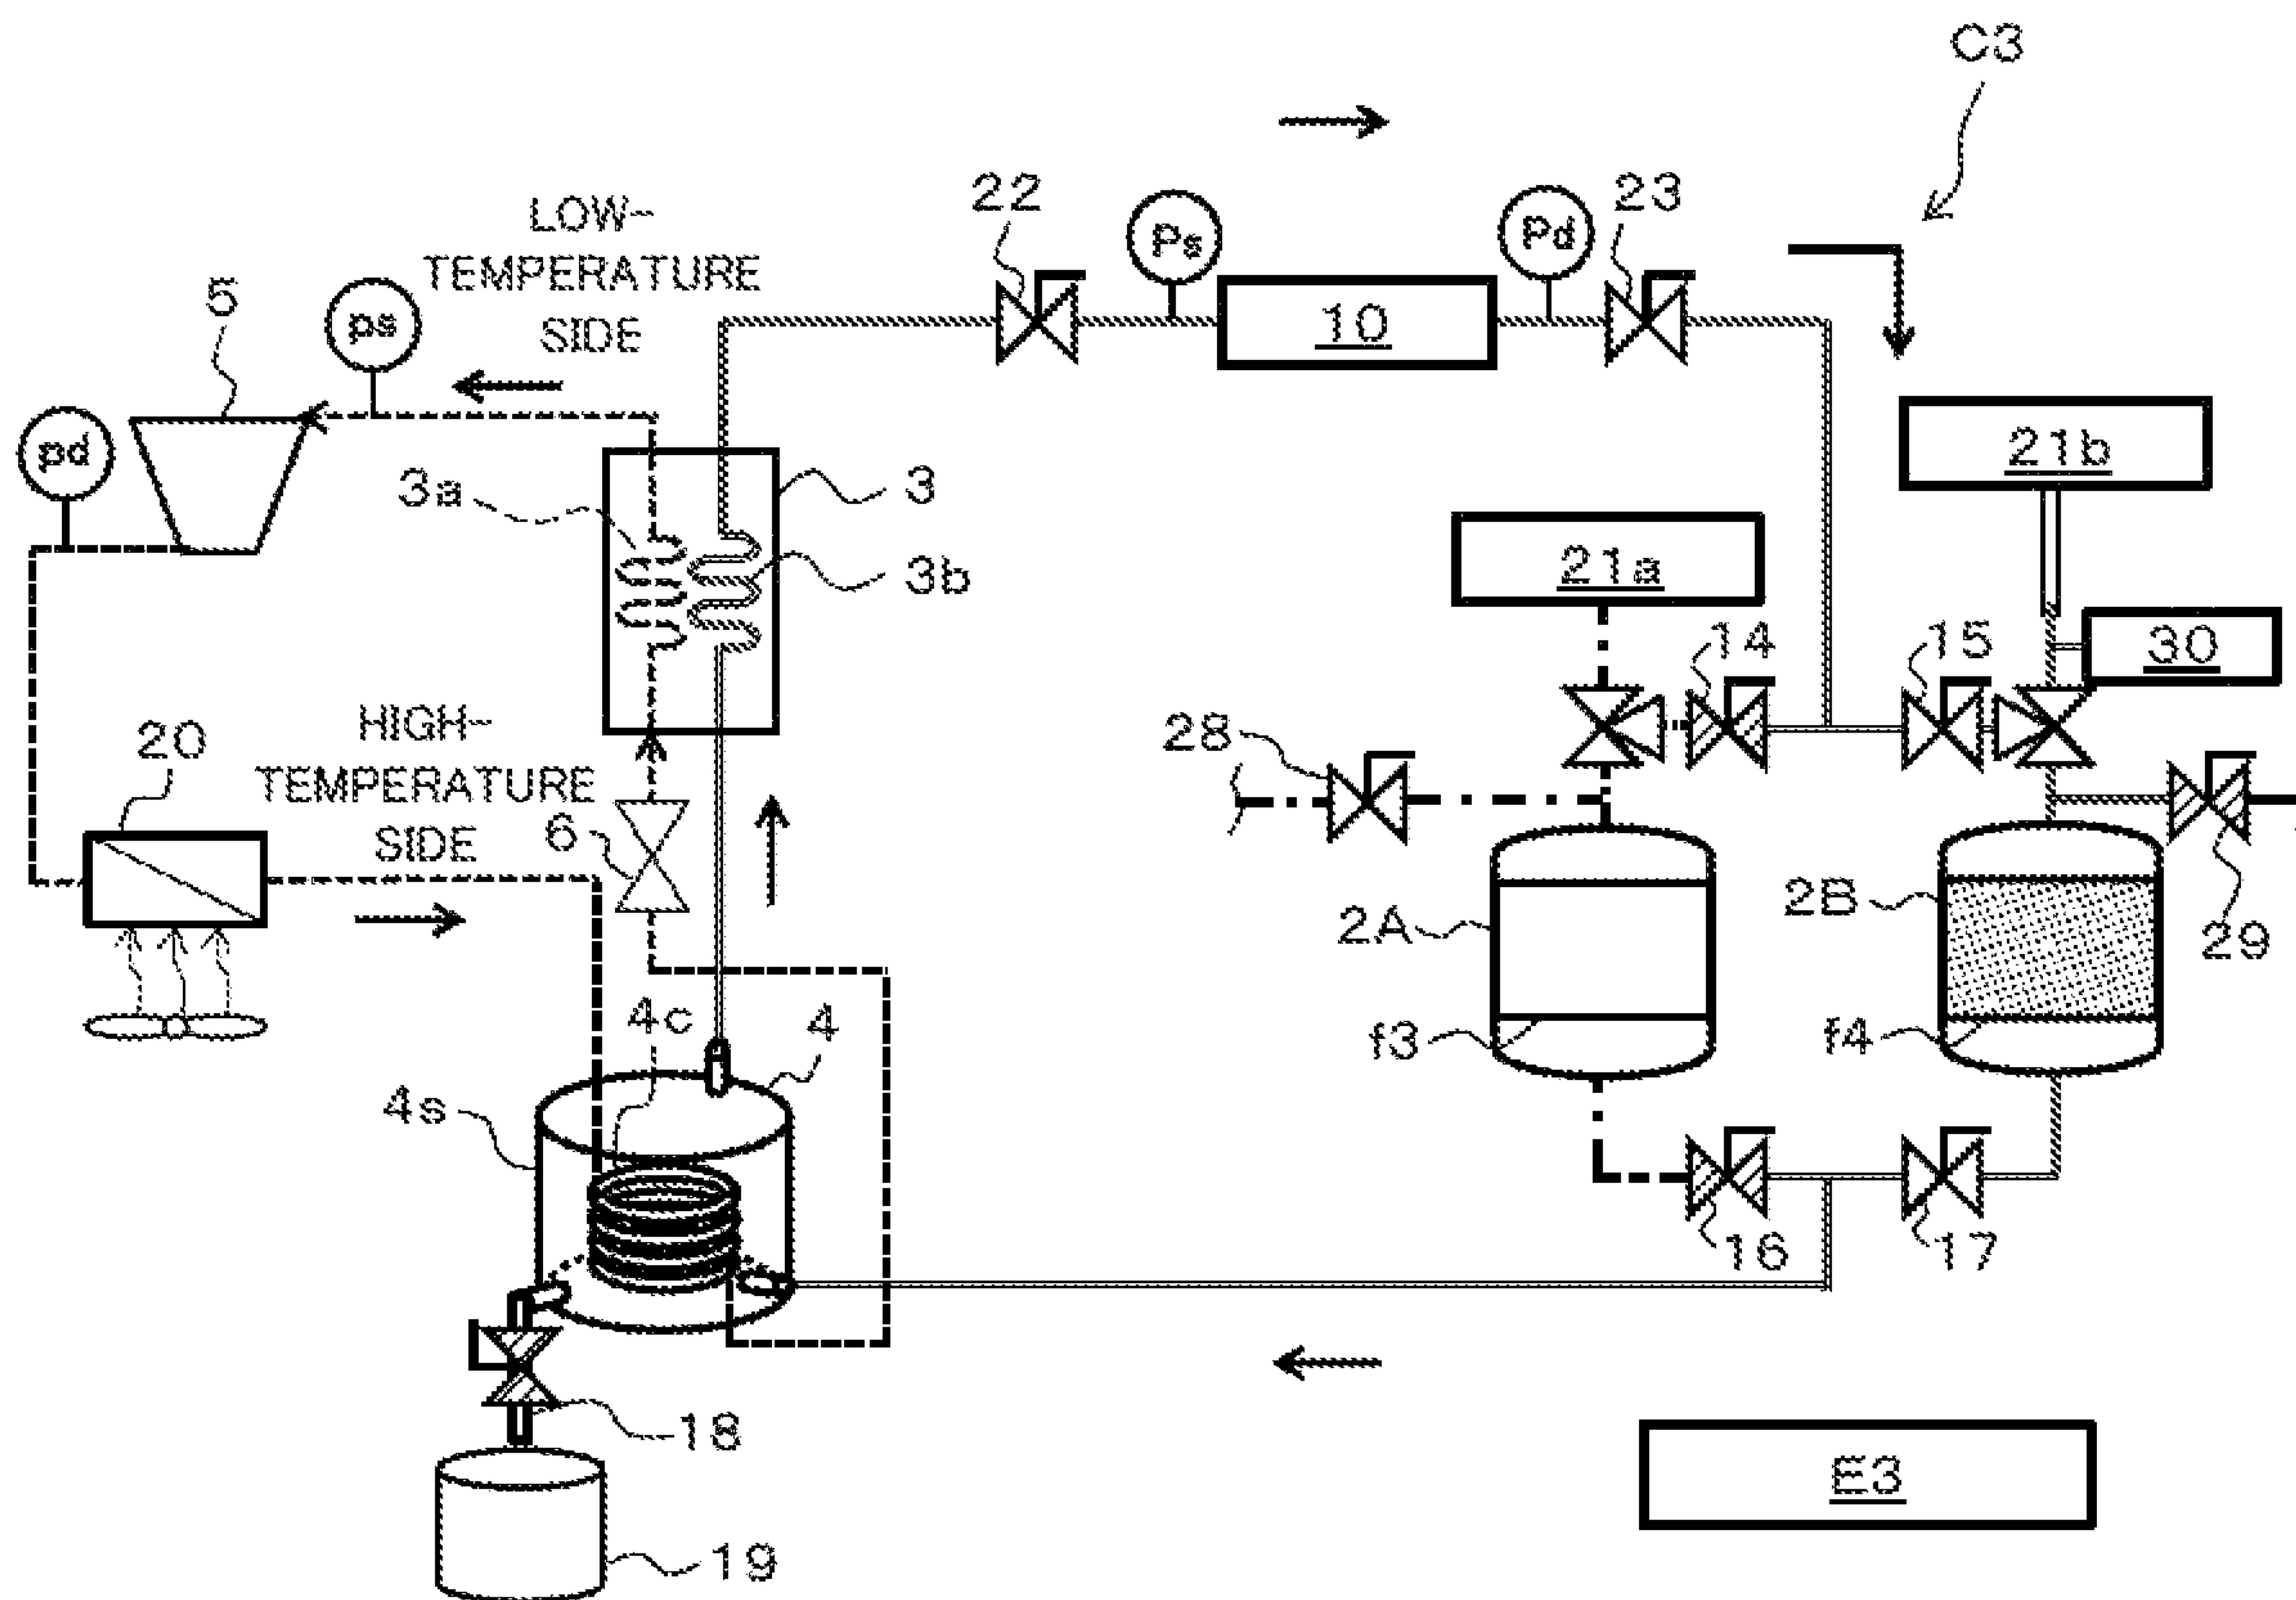 C3
22
Ps
Pd
23
LOW-
TEMPERATURE
SIDE
5
ps
10
pd
21b
3a
3
21a
3b
14
15
30
20
HIGH-
TEMPERATURE
SIDE
28
6
2A
2B
29
4c
4
f3
f4
4s
16
17
18
E3
19